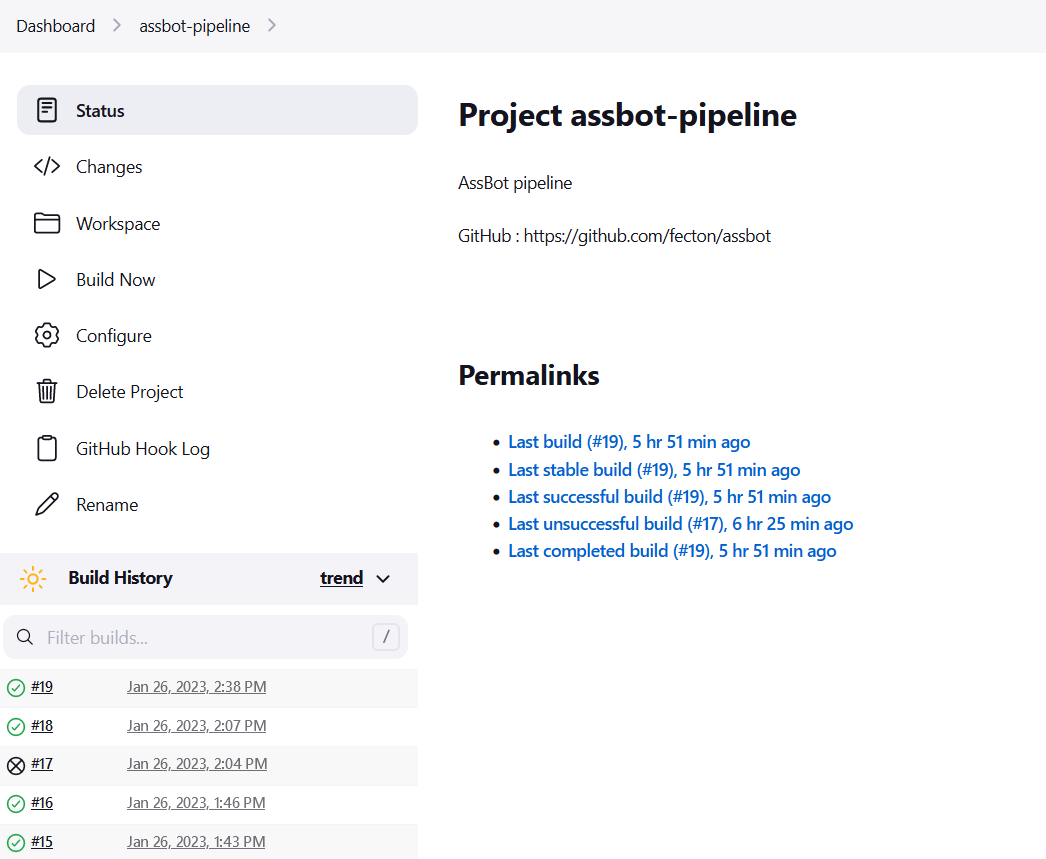 Dashboard > assbot-pipeline >
Status
Changes
Workspace
Build Now
Configure
Delete Project
GitHub Hook Log
Rename
Build History trend
Filter builds... /
#19 Jan 26, 2023, 2:38 PM
#18 Jan 26, 2023, 2:07 PM
#17 Jan 26, 2023, 2:04 PM
#16 Jan 26, 2023, 1:46 PM
#15 Jan 26, 2023, 1:43 PM
Project assbot-pipeline
AssBot pipeline
GitHub : https://github.com/fecton/assbot
Permalinks
• Last build (#19), 5 hr 51 min ago
• Last stable build (#19), 5 hr 51 min ago
• Last successful build (#19), 5 hr 51 min ago
• Last unsuccessful build (#17), 6 hr 25 min ago
• Last completed build (#19), 5 hr 51 min ago